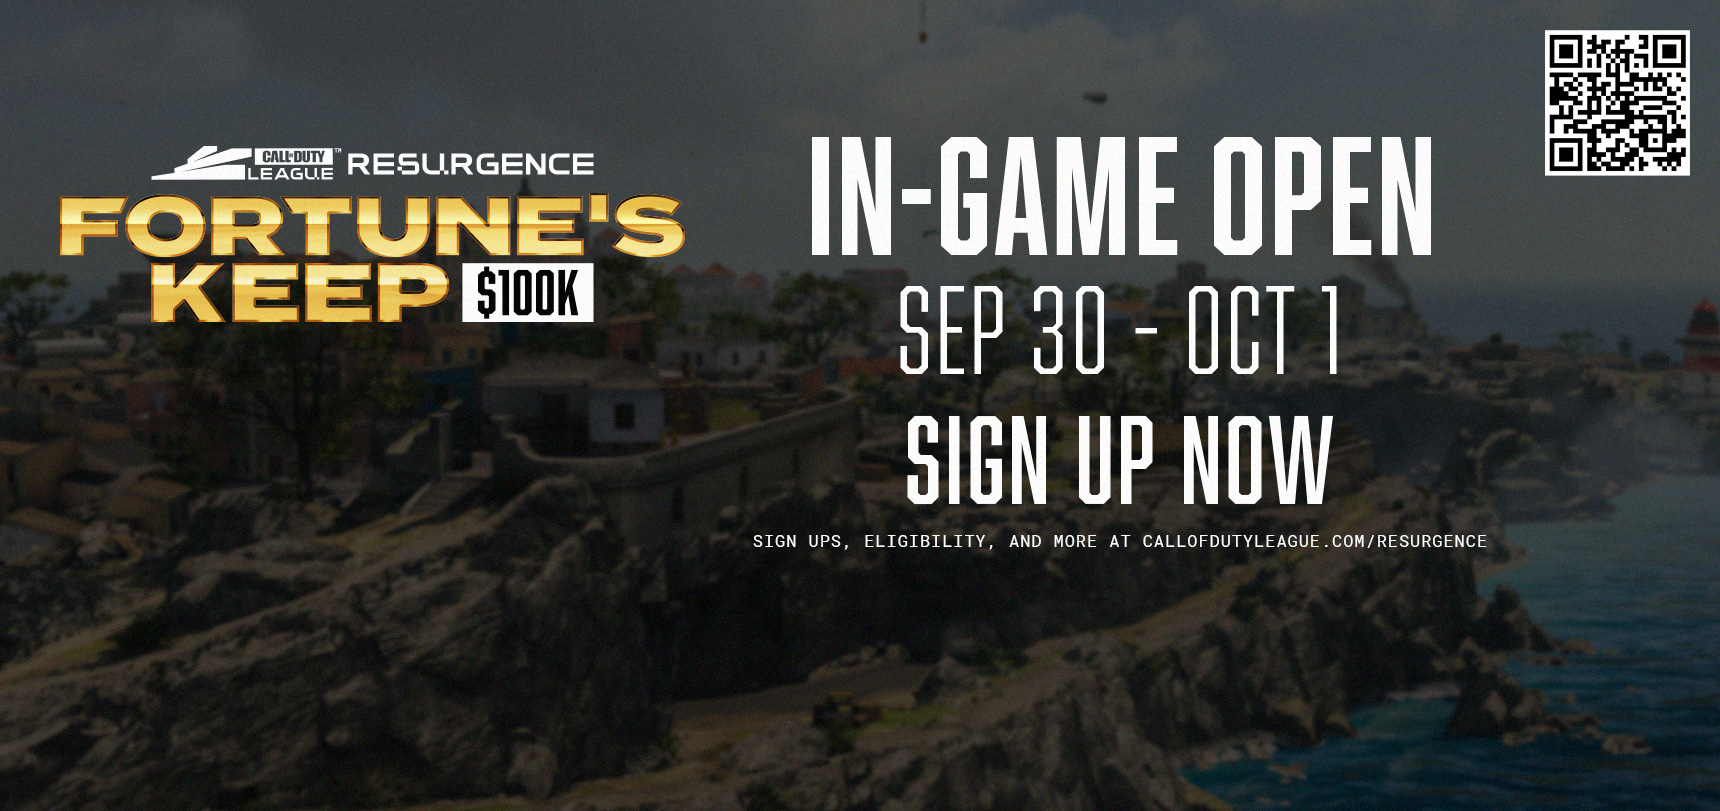 CALL OF DUTY
LEAGUE™ RESURGENCE
FORTUNE'S
KEEP $100K
IN-GAME OPEN
SEP 30 - OCT 1
SIGN UP NOW
SIGN UPS, ELIGIBILITY, AND MORE AT CALLOFDUTYLEAGUE.COM/RESURGENCE